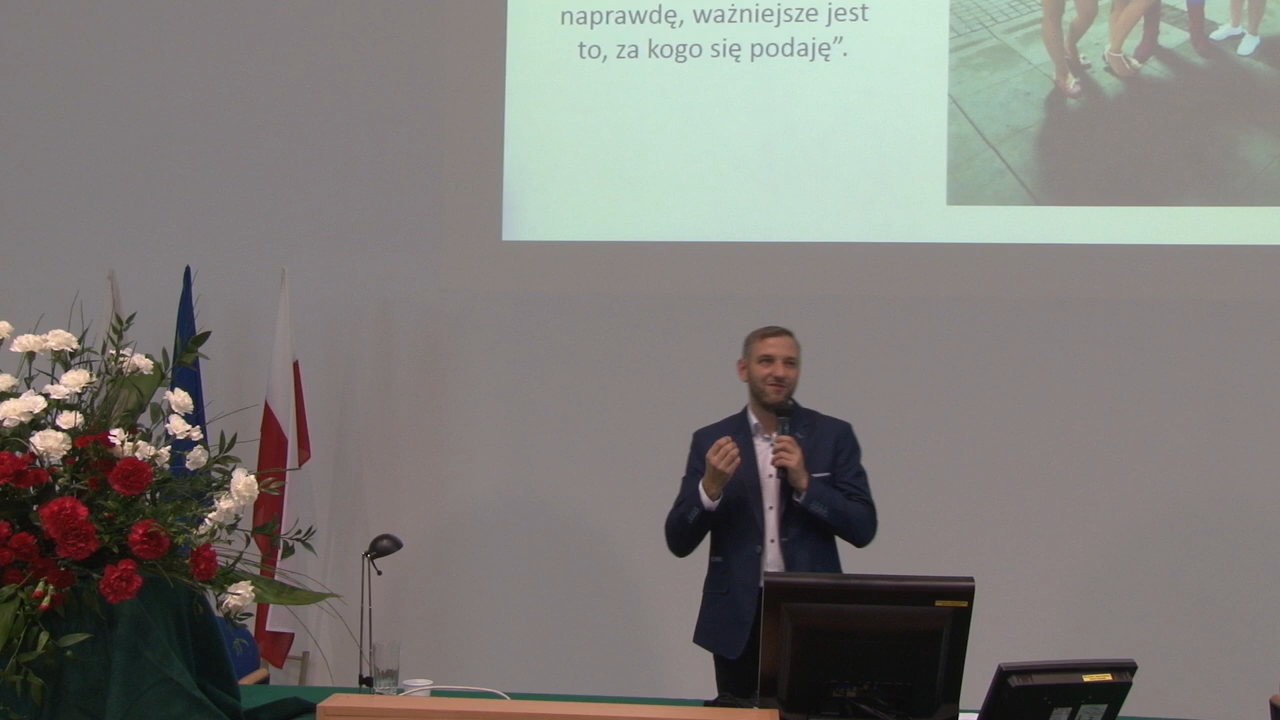 naprawdę, ważniejsze jest
to, za kogo się podaję”.